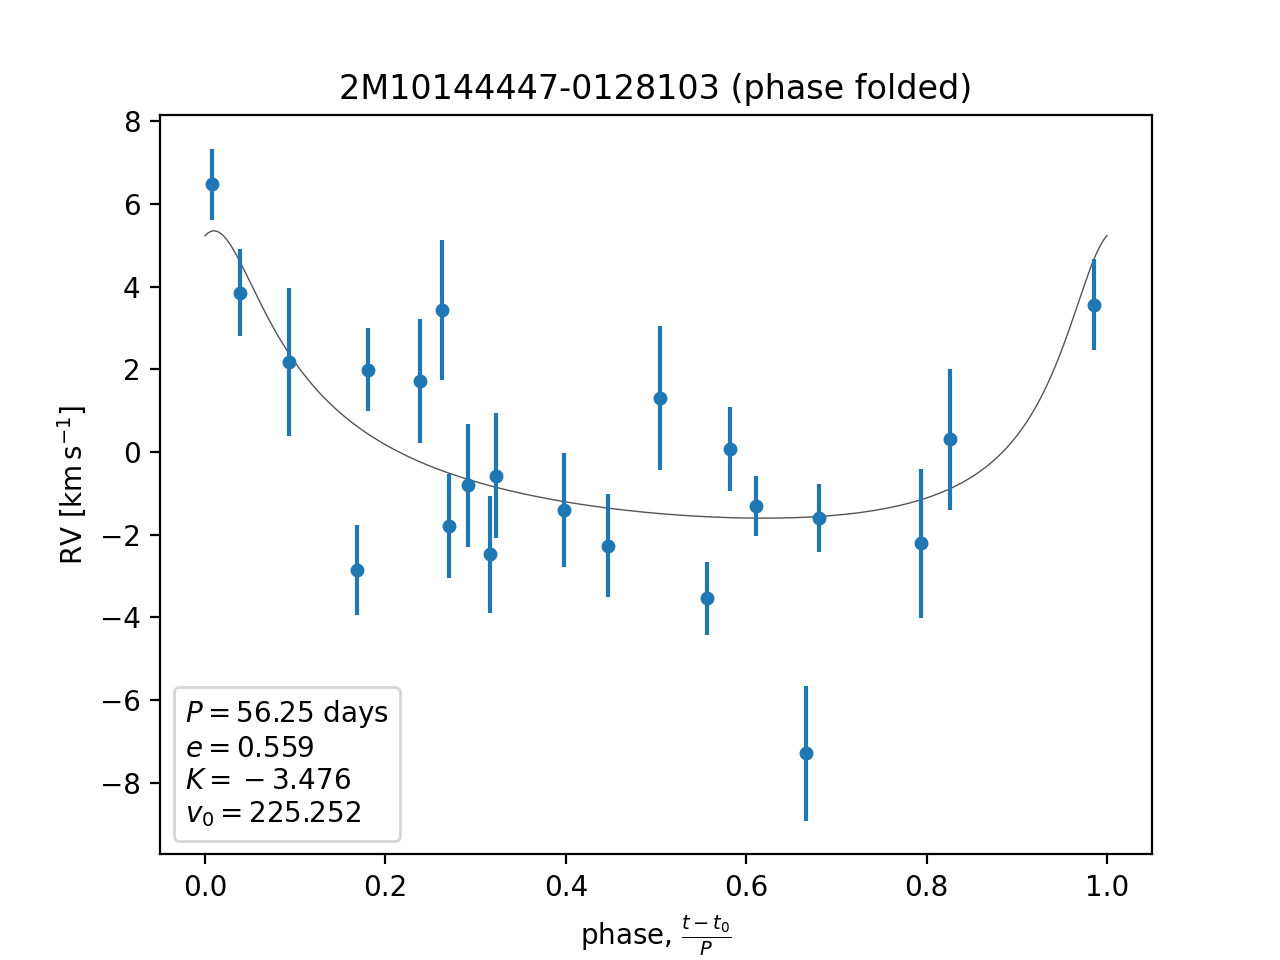 2M10144447-0128103 (phase folded)
8
6
4
2
0
−2
−4
−6
−8
RV [km s⁻¹]
P = 56.25 days
e = 0.559
K = −3.476
v₀ = 225.252
0.0 0.2 0.4 0.6 0.8 1.0
phase, (t − t₀)/P